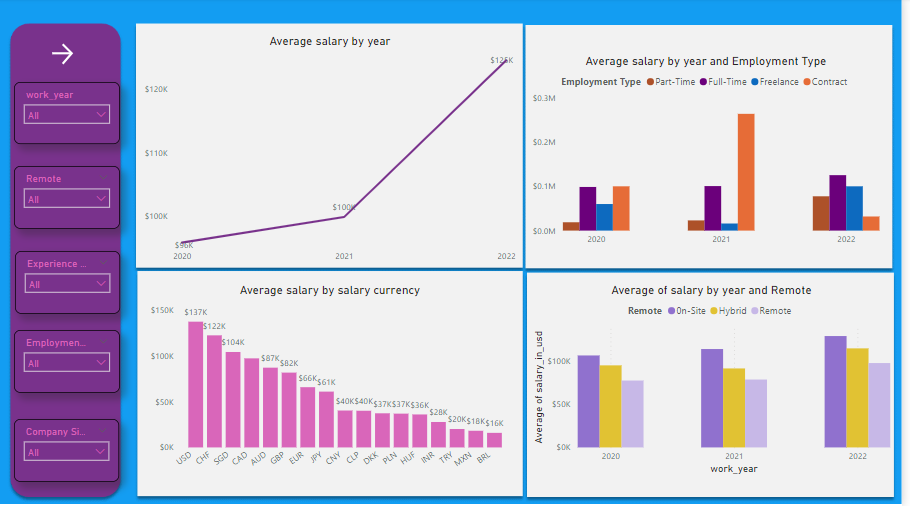 work_year
All
Remote
All
Experience ...
All
Employmen...
All
Company Si...
All
Average salary by year
$120K
$110K
$100K
$96K
$100K
$125K
2020
2021
2022
Average salary by year and Employment Type
Employment Type Part-Time Full-Time Freelance Contract
$0.3M
$0.2M
$0.1M
$0.0M
2020
2021
2022
Average salary by salary currency
$150K
$100K
$50K
$0K
$137K
$122K
$104K
$87K
$82K
$66K
$61K
$40K
$40K
$37K
$37K
$36K
$28K
$20K
$18K
$16K
USD
CHF
SGD
CAD
AUD
GBP
EUR
JPY
CNY
CLP
DKK
PLN
HUF
INR
TRY
MXN
BRL
Average of salary by year and Remote
Remote On-Site Hybrid Remote
Average of salary_in_usd
$100K
$50K
$0K
2020
2021
2022
work_year